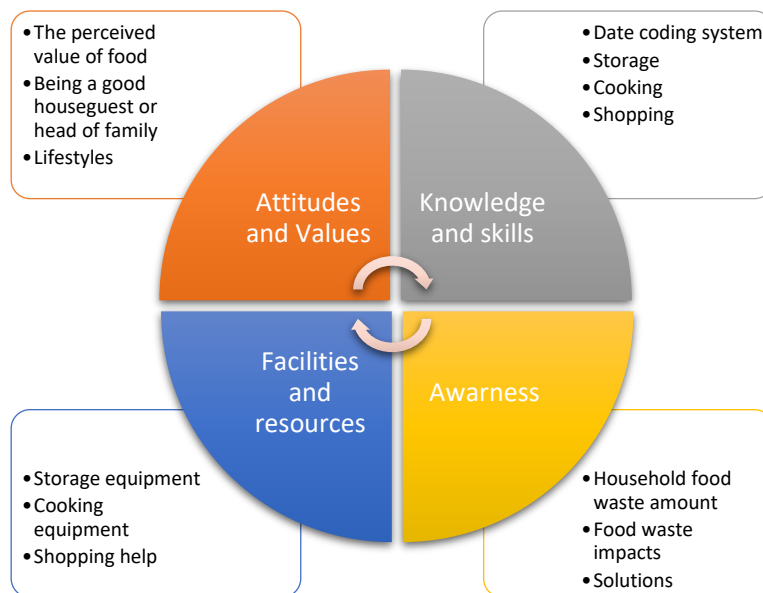 •The perceived
value of food
•Being a good
houseguest or
head of family
•Lifestyles
•Date coding system
•Storage
•Cooking
•Shopping
Attitudes
and Values
Knowledge
and skills
Facilities
and
resources
Awarness
•Storage equipment
•Cooking
equipment
•Shopping help
•Household food
waste amount
•Food waste
impacts
•Solutions